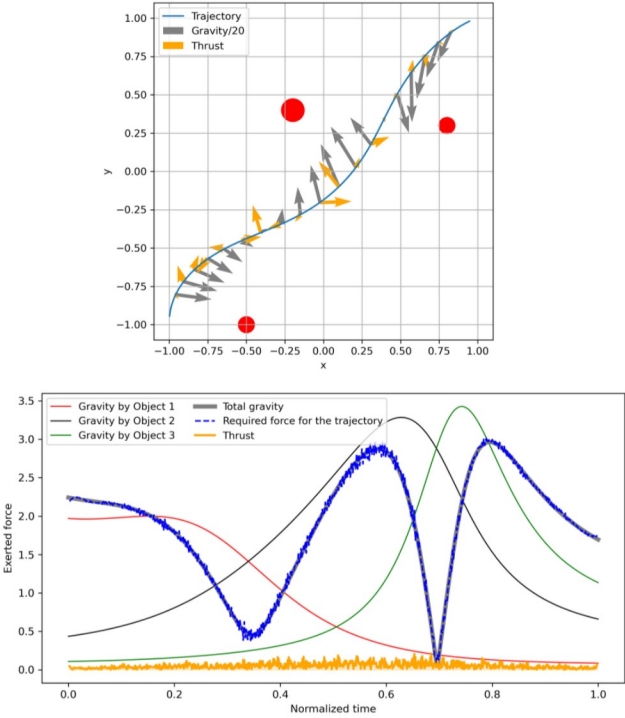 1.00
0.75
0.50
0.25
0.00
−0.25
−0.50
−0.75
−1.00
y
Trajectory
Gravity/20
Thrust
−1.00 −0.75 −0.50 −0.25 0.00 0.25 0.50 0.75 1.00
x
3.5
3.0
2.5
2.0
1.5
1.0
0.5
0.0
Exerted force
Gravity by Object 1 Total gravity
Gravity by Object 2 Required force for the trajectory
Gravity by Object 3 Thrust
0.0 0.2 0.4 0.6 0.8 1.0
Normalized time